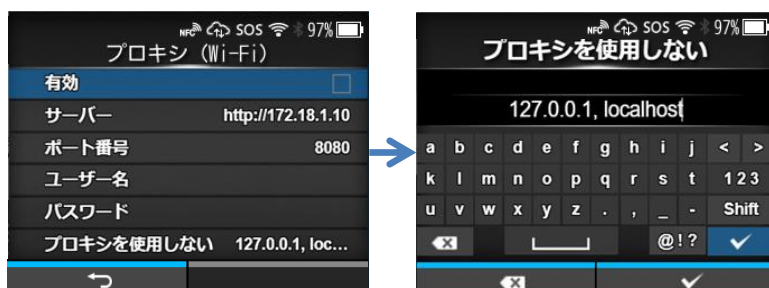 NFC SOS 97%
プロキシ (Wi-Fi)
有効
サーバー http://172.18.1.10
ポート番号 8080
ユーザー名
パスワード
プロキシを使用しない 127.0.0.1, loc...
NFC SOS 97%
プロキシを使用しない
127.0.0.1, localhost
a b c d e f g h i j < >
k l m n o p q r s t 123
u v w x y z . , _ - Shift
@!?